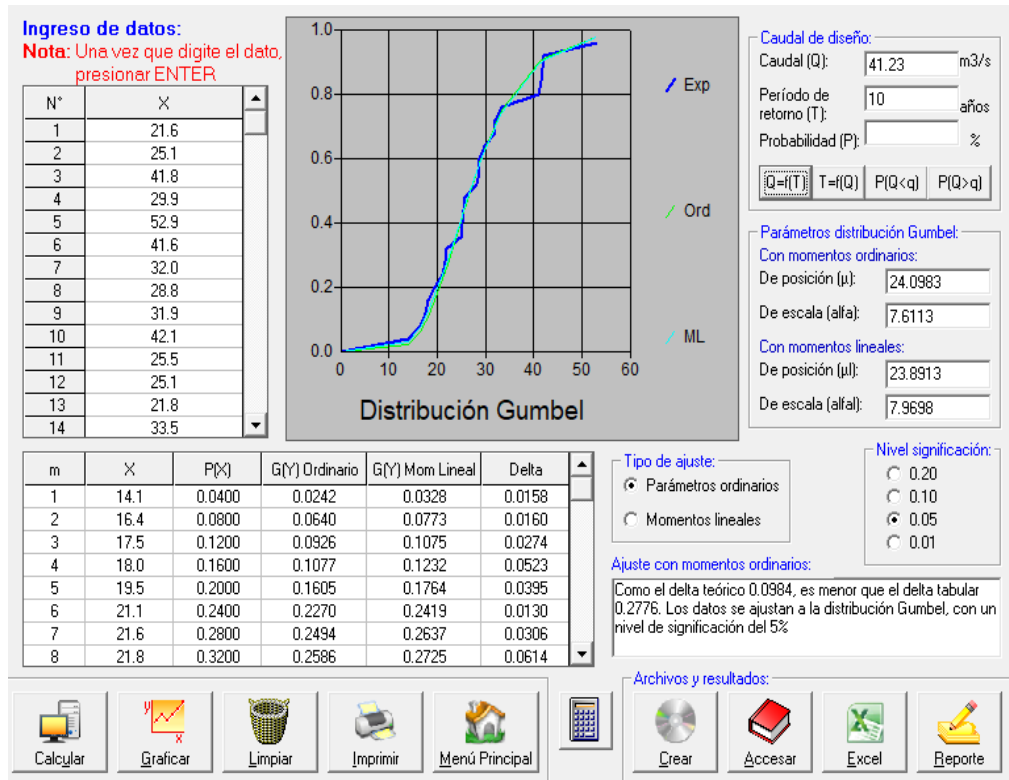 Ingreso de datos:
Nota: Una vez que digite el dato,
presionar ENTER
N° X
1 21.6
2 25.1
3 41.8
4 29.9
5 52.9
6 41.6
7 32.0
8 28.8
9 31.9
10 42.1
11 25.5
12 25.1
13 21.8
14 33.5
1.0
0.8
0.6
0.4
0.2
0.0
0 10 20 30 40 50 60
Exp
Ord
ML
Distribución Gumbel
Caudal de diseño:
Caudal (Q): 41.23 m3/s
Período de
retorno (T): 10 años
Probabilidad (P): %
Q=f(T) T=f(Q) P(Q<q) P(Q>q)
Parámetros distribución Gumbel:
Con momentos ordinarios:
De posición (µ): 24.0983
De escala (alfa): 7.6113
Con momentos lineales:
De posición (µl): 23.8913
De escala (alfal): 7.9698
m X P(X) G(Y) Ordinario G(Y) Mom Lineal Delta
1 14.1 0.0400 0.0242 0.0328 0.0158
2 16.4 0.0800 0.0640 0.0773 0.0160
3 17.5 0.1200 0.0926 0.1075 0.0274
4 18.0 0.1600 0.1077 0.1232 0.0523
5 19.5 0.2000 0.1605 0.1764 0.0395
6 21.1 0.2400 0.2270 0.2419 0.0130
7 21.6 0.2800 0.2494 0.2637 0.0306
8 21.8 0.3200 0.2586 0.2725 0.0614
Tipo de ajuste:
Parámetros ordinarios
Momentos lineales
Nivel significación:
0.20
0.10
0.05
0.01
Ajuste con momentos ordinarios:
Como el delta teórico 0.0984, es menor que el delta tabular
0.2776. Los datos se ajustan a la distribución Gumbel, con un
nivel de significación del 5%
Calcular Graficar Limpiar Imprimir Menú Principal
Archivos y resultados:
Crear Accesar Excel Reporte